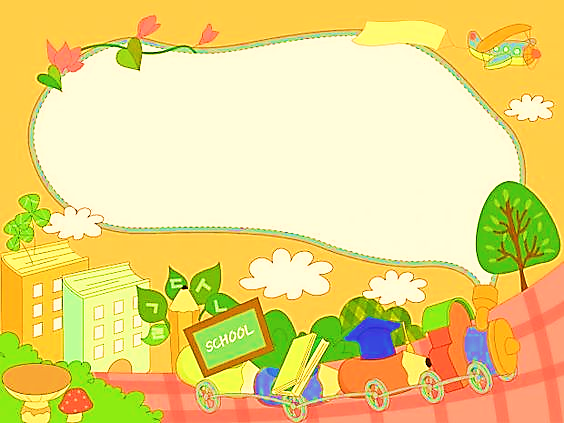 ㄷ ㅅ
ㄱ ㄴ
ㄹ
SCHOOL